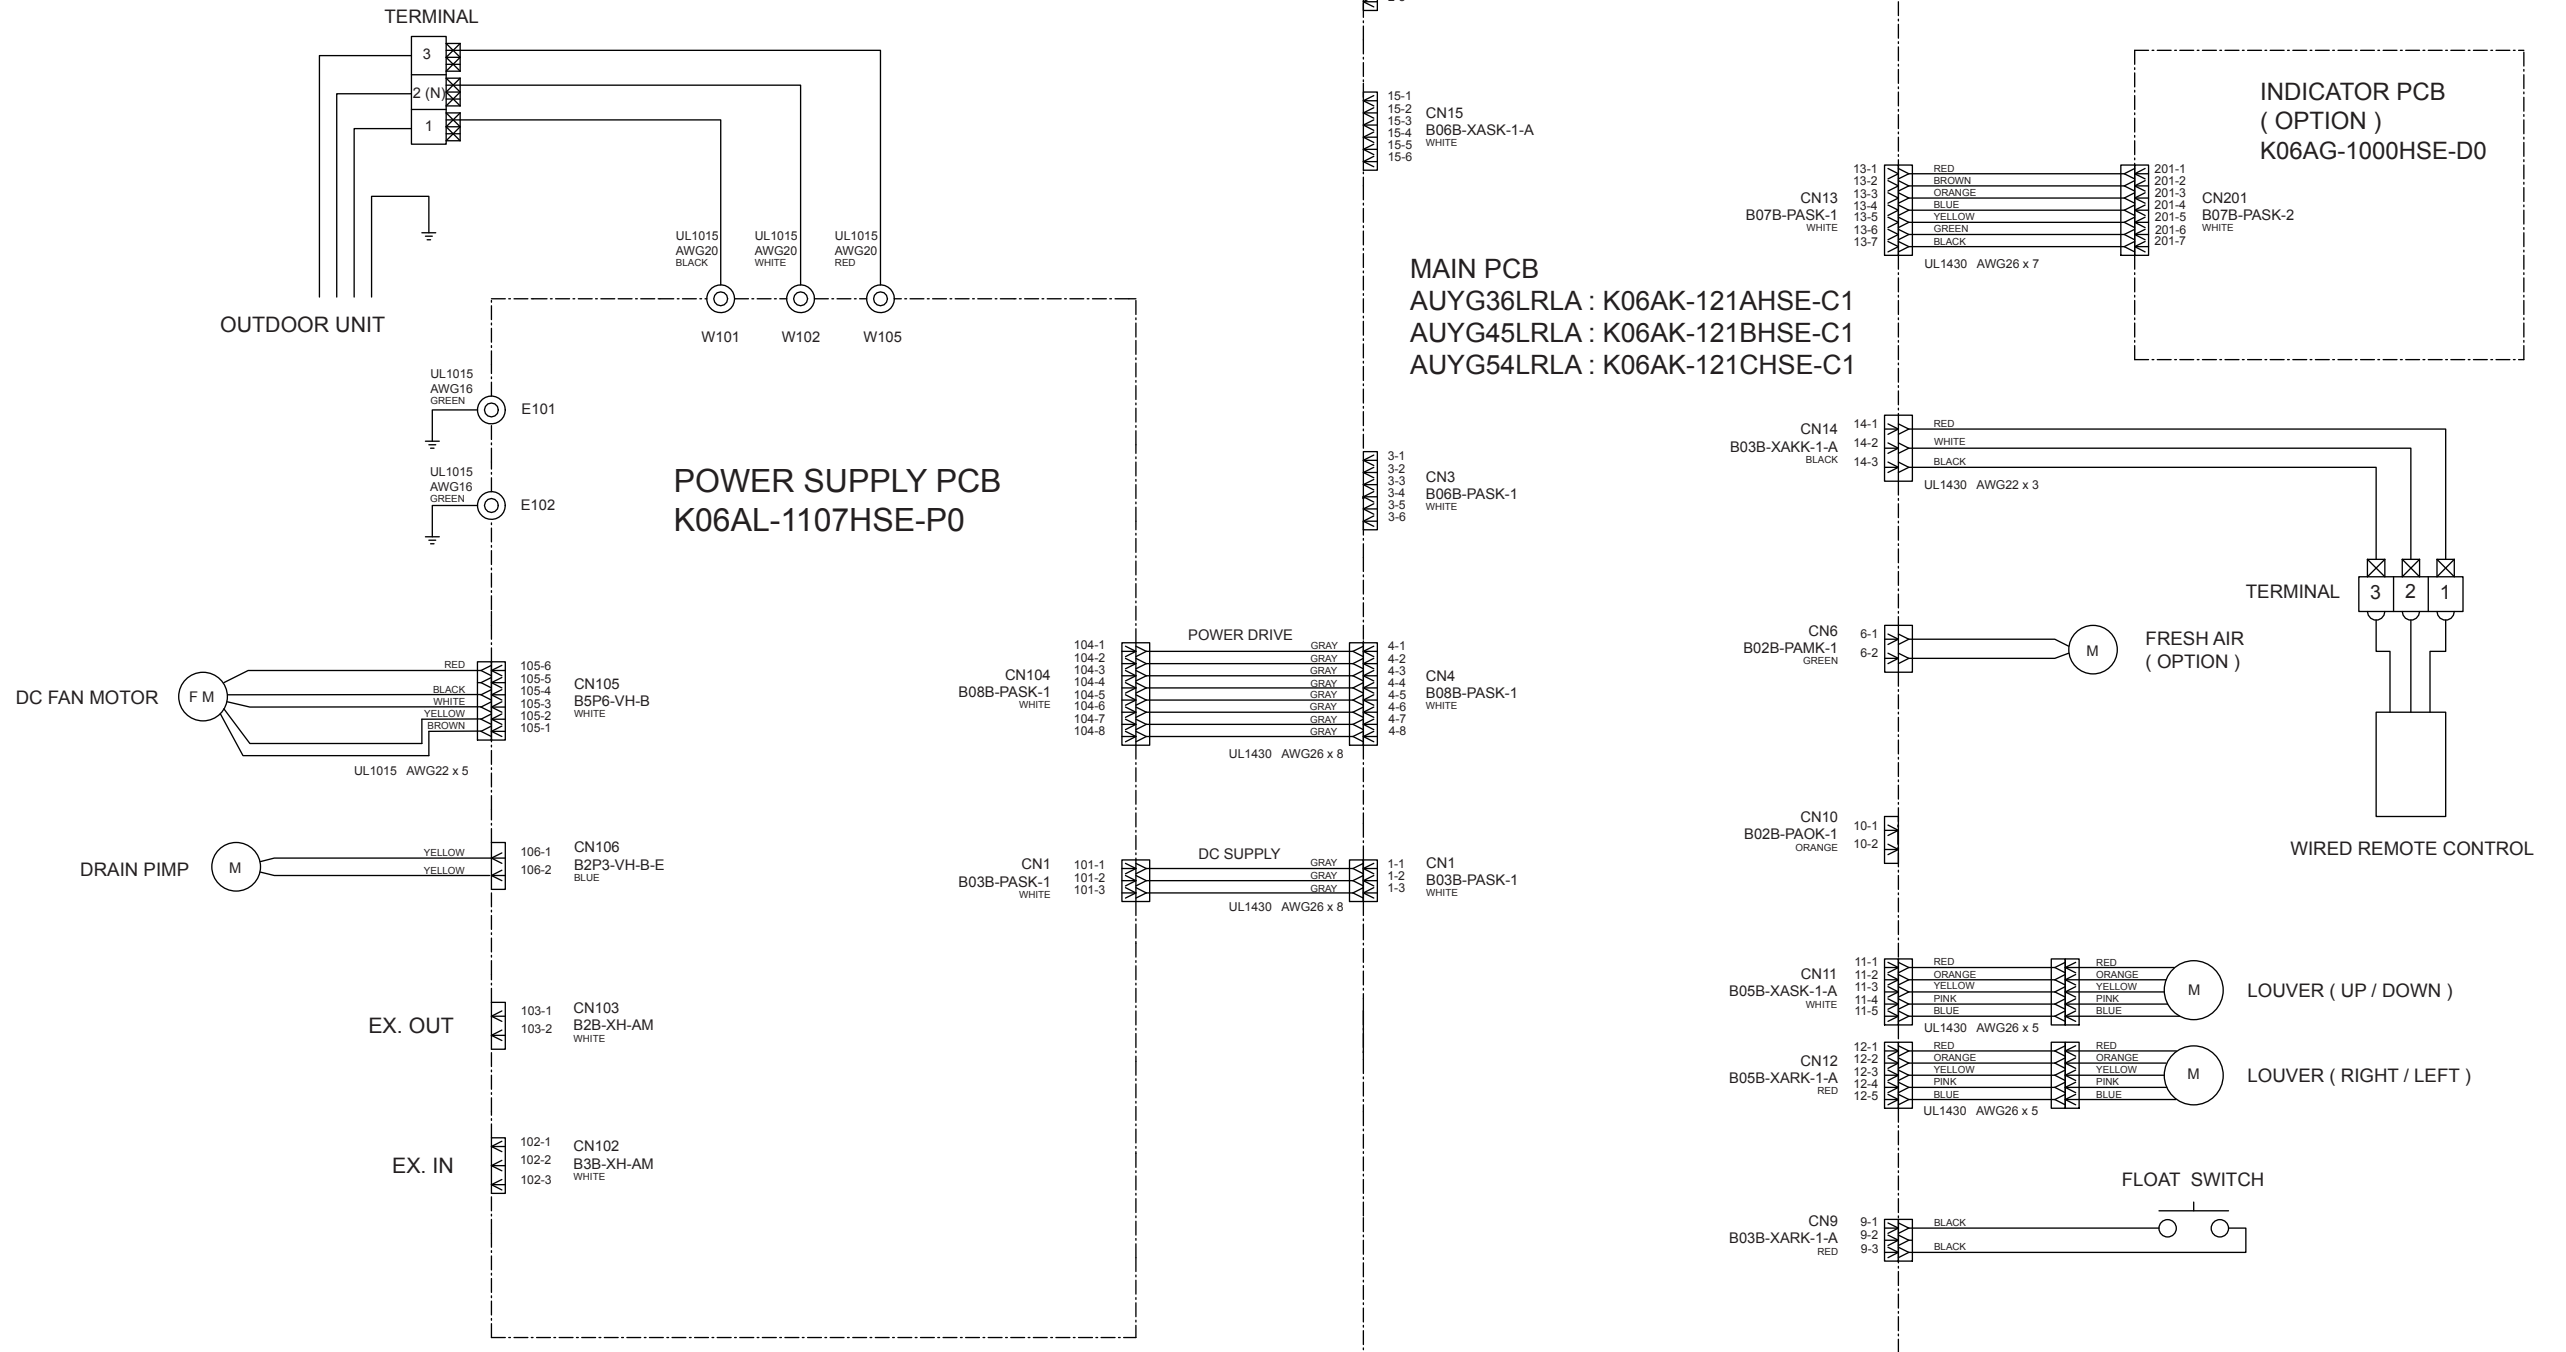 TERMINAL
3
2 (N)
1
OUTDOOR UNIT
UL1015
AWG20
BLACK
UL1015
AWG20
WHITE
UL1015
AWG20
RED
W101
W102
W105
UL1015
AWG16
GREEN
E101
UL1015
AWG16
GREEN
E102
POWER SUPPLY PCB
K06AL-1107HSE-P0
DC FAN MOTOR
F M
RED
BLACK
WHITE
YELLOW
BROWN
UL1015 AWG22 x 5
105-6
105-5
105-4
105-3
105-2
105-1
CN105
B5P6-VH-B
WHITE
DRAIN PIMP
M
YELLOW
YELLOW
106-1
106-2
CN106
B2P3-VH-B-E
BLUE
EX. OUT
103-1
103-2
CN103
B2B-XH-AM
WHITE
EX. IN
102-1
102-2
102-3
CN102
B3B-XH-AM
WHITE
CN104
B08B-PASK-1
WHITE
104-1
104-2
104-3
104-4
104-5
104-6
104-7
104-8
POWER DRIVE
GRAY
GRAY
GRAY
GRAY
GRAY
GRAY
GRAY
GRAY
UL1430 AWG26 x 8
4-1
4-2
4-3
4-4
4-5
4-6
4-7
4-8
CN4
B08B-PASK-1
WHITE
CN1
B03B-PASK-1
WHITE
101-1
101-2
101-3
DC SUPPLY
GRAY
GRAY
GRAY
UL1430 AWG26 x 8
1-1
1-2
1-3
CN1
B03B-PASK-1
WHITE
15-1
15-2
15-3
15-4
15-5
15-6
CN15
B06B-XASK-1-A
WHITE
MAIN PCB
AUYG36LRLA : K06AK-121AHSE-C1
AUYG45LRLA : K06AK-121BHSE-C1
AUYG54LRLA : K06AK-121CHSE-C1
3-1
3-2
3-3
3-4
3-5
3-6
CN3
B06B-PASK-1
WHITE
CN13
B07B-PASK-1
WHITE
13-1
13-2
13-3
13-4
13-5
13-6
13-7
RED
BROWN
ORANGE
BLUE
YELLOW
GREEN
BLACK
UL1430 AWG26 x 7
201-1
201-2
201-3
201-4
201-5
201-6
201-7
CN201
B07B-PASK-2
WHITE
INDICATOR PCB
( OPTION )
K06AG-1000HSE-D0
CN14
B03B-XAKK-1-A
BLACK
14-1
14-2
14-3
RED
WHITE
BLACK
UL1430 AWG22 x 3
TERMINAL
3
2
1
WIRED REMOTE CONTROL
CN6
B02B-PAMK-1
GREEN
6-1
6-2
M
FRESH AIR
( OPTION )
CN10
B02B-PAOK-1
ORANGE
10-1
10-2
CN11
B05B-XASK-1-A
WHITE
11-1
11-2
11-3
11-4
11-5
RED
ORANGE
YELLOW
PINK
BLUE
UL1430 AWG26 x 5
RED
ORANGE
YELLOW
PINK
BLUE
M
LOUVER ( UP / DOWN )
CN12
B05B-XARK-1-A
RED
12-1
12-2
12-3
12-4
12-5
RED
ORANGE
YELLOW
PINK
BLUE
UL1430 AWG26 x 5
RED
ORANGE
YELLOW
PINK
BLUE
M
LOUVER ( RIGHT / LEFT )
FLOAT SWITCH
CN9
B03B-XARK-1-A
RED
9-1
9-2
9-3
BLACK
BLACK